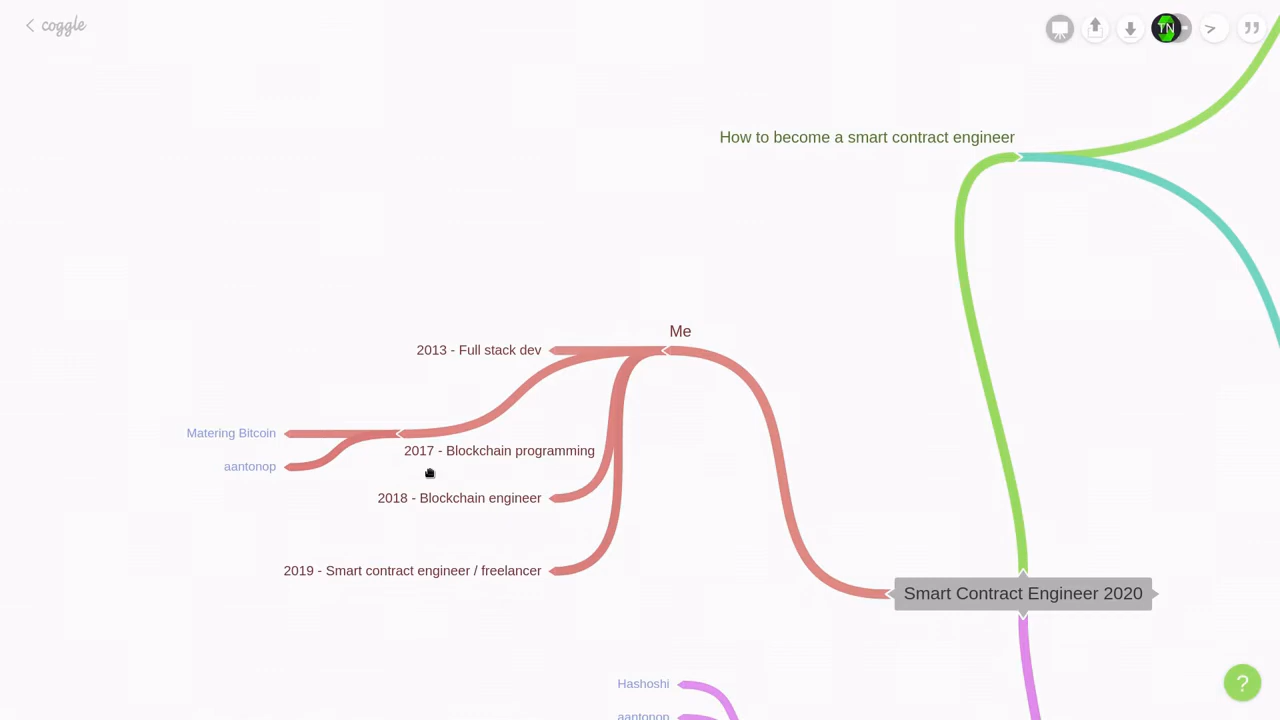 coggle
TN
How to become a smart contract engineer
Me
2013 - Full stack dev
Matering Bitcoin
aantonop
2017 - Blockchain programming
2018 - Blockchain engineer
2019 - Smart contract engineer / freelancer
Smart Contract Engineer 2020
Hashoshi
aantonop
?